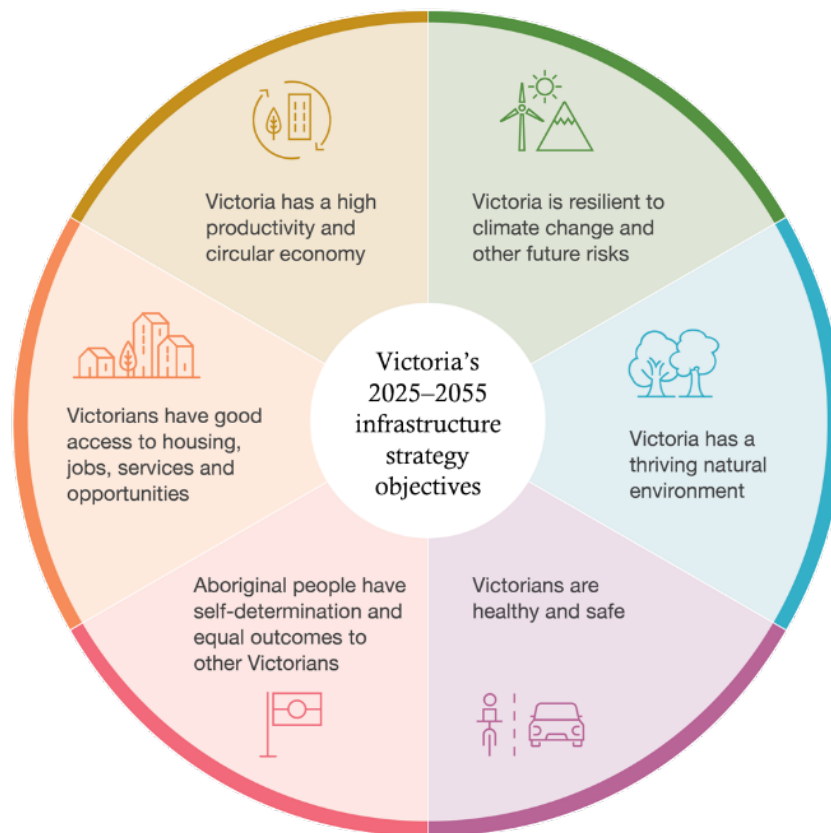 Victoria has a high
productivity and
circular economy
Victoria is resilient to
climate change and
other future risks
Victorians have good
access to housing,
jobs, services and
opportunities
Victoria's
2025–2055
infrastructure
strategy
objectives
Victoria has a
thriving natural
environment
Aboriginal people have
self-determination and
equal outcomes to
other Victorians
Victorians are
healthy and safe